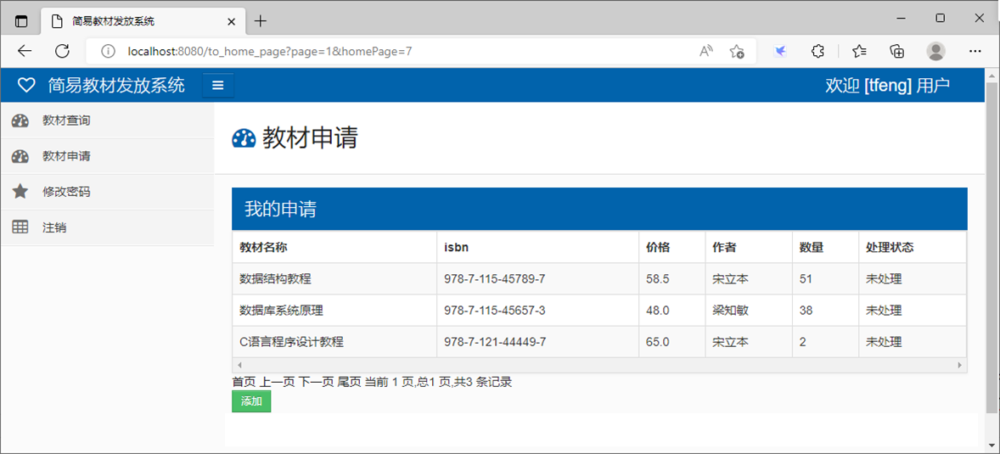 简易教材发放系统
localhost:8080/to_home_page?page=1&homePage=7
简易教材发放系统 欢迎 [tfeng] 用户
教材查询
教材申请
修改密码
注销
教材申请
我的申请
教材名称 isbn 价格 作者 数量 处理状态
数据结构教程 978-7-115-45789-7 58.5 宋立本 51 未处理
数据库系统原理 978-7-115-45657-3 48.0 梁知敏 38 未处理
C语言程序设计教程 978-7-121-44449-7 65.0 宋立本 2 未处理
首页 上一页 下一页 尾页 当前 1 页,总1 页,共3 条记录
添加